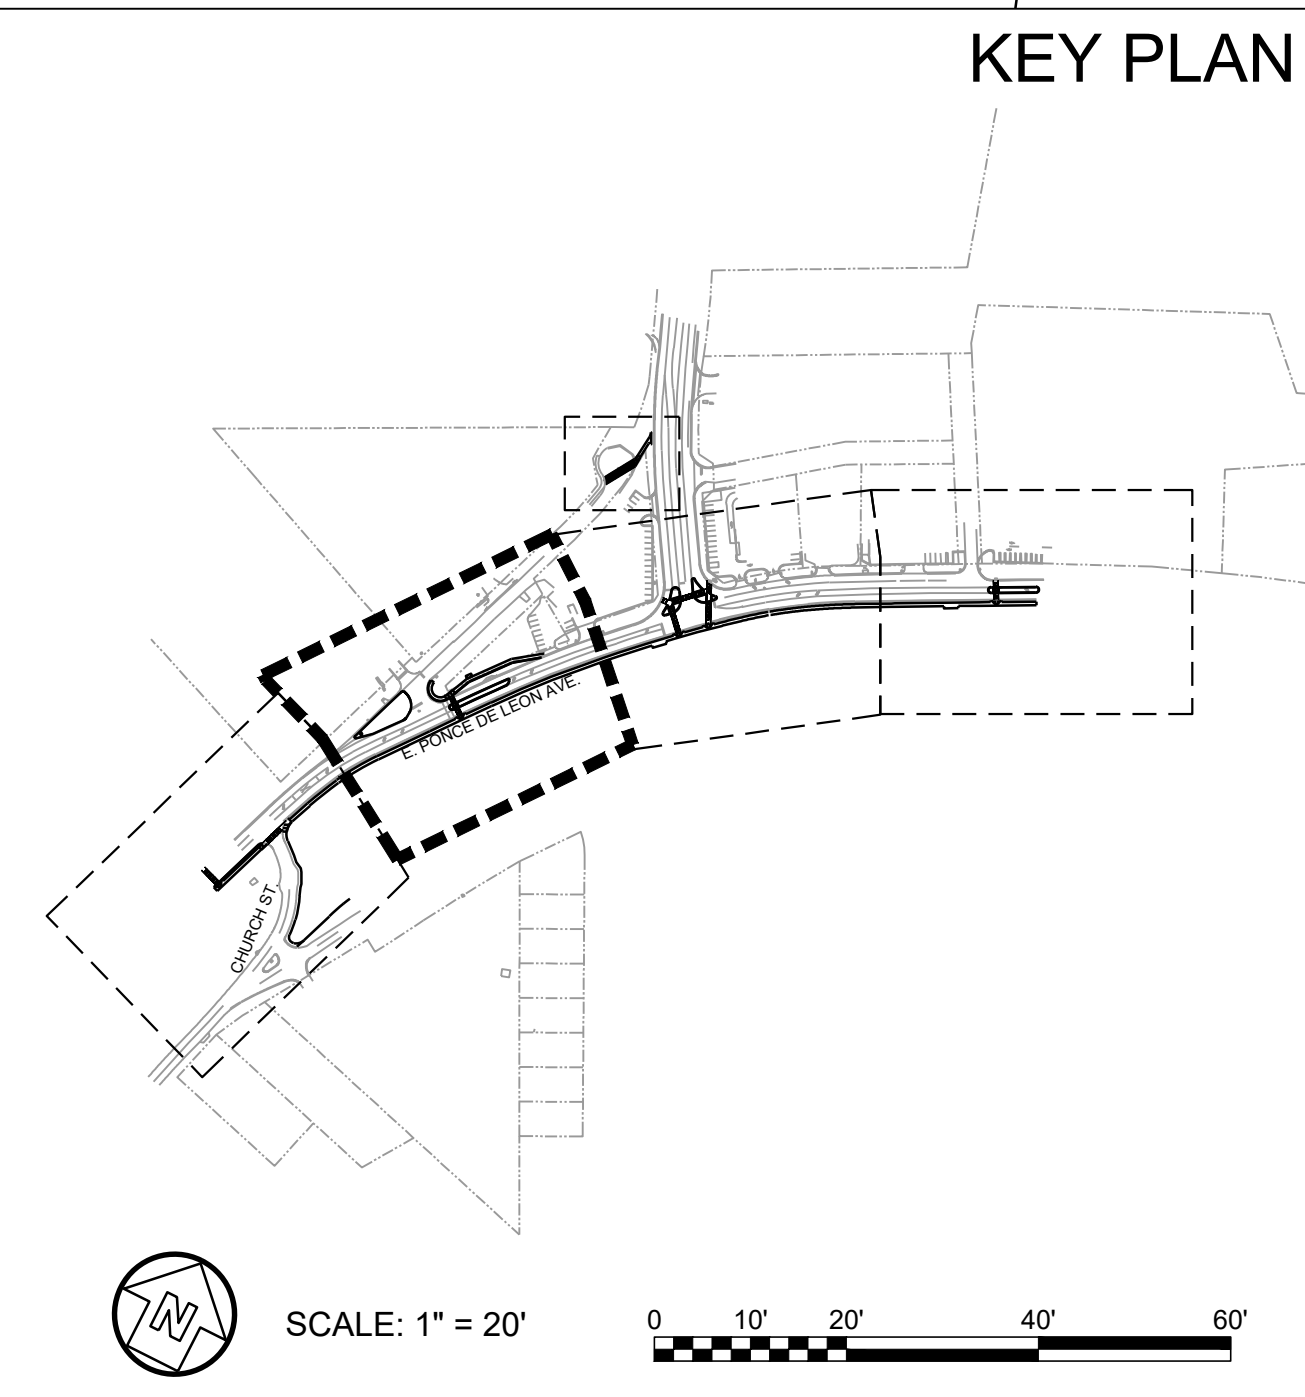 KEY PLAN
E. PONCE DE LEON AVE.
CHURCH ST.
N
SCALE: 1" = 20'
0 10' 20' 40' 60'